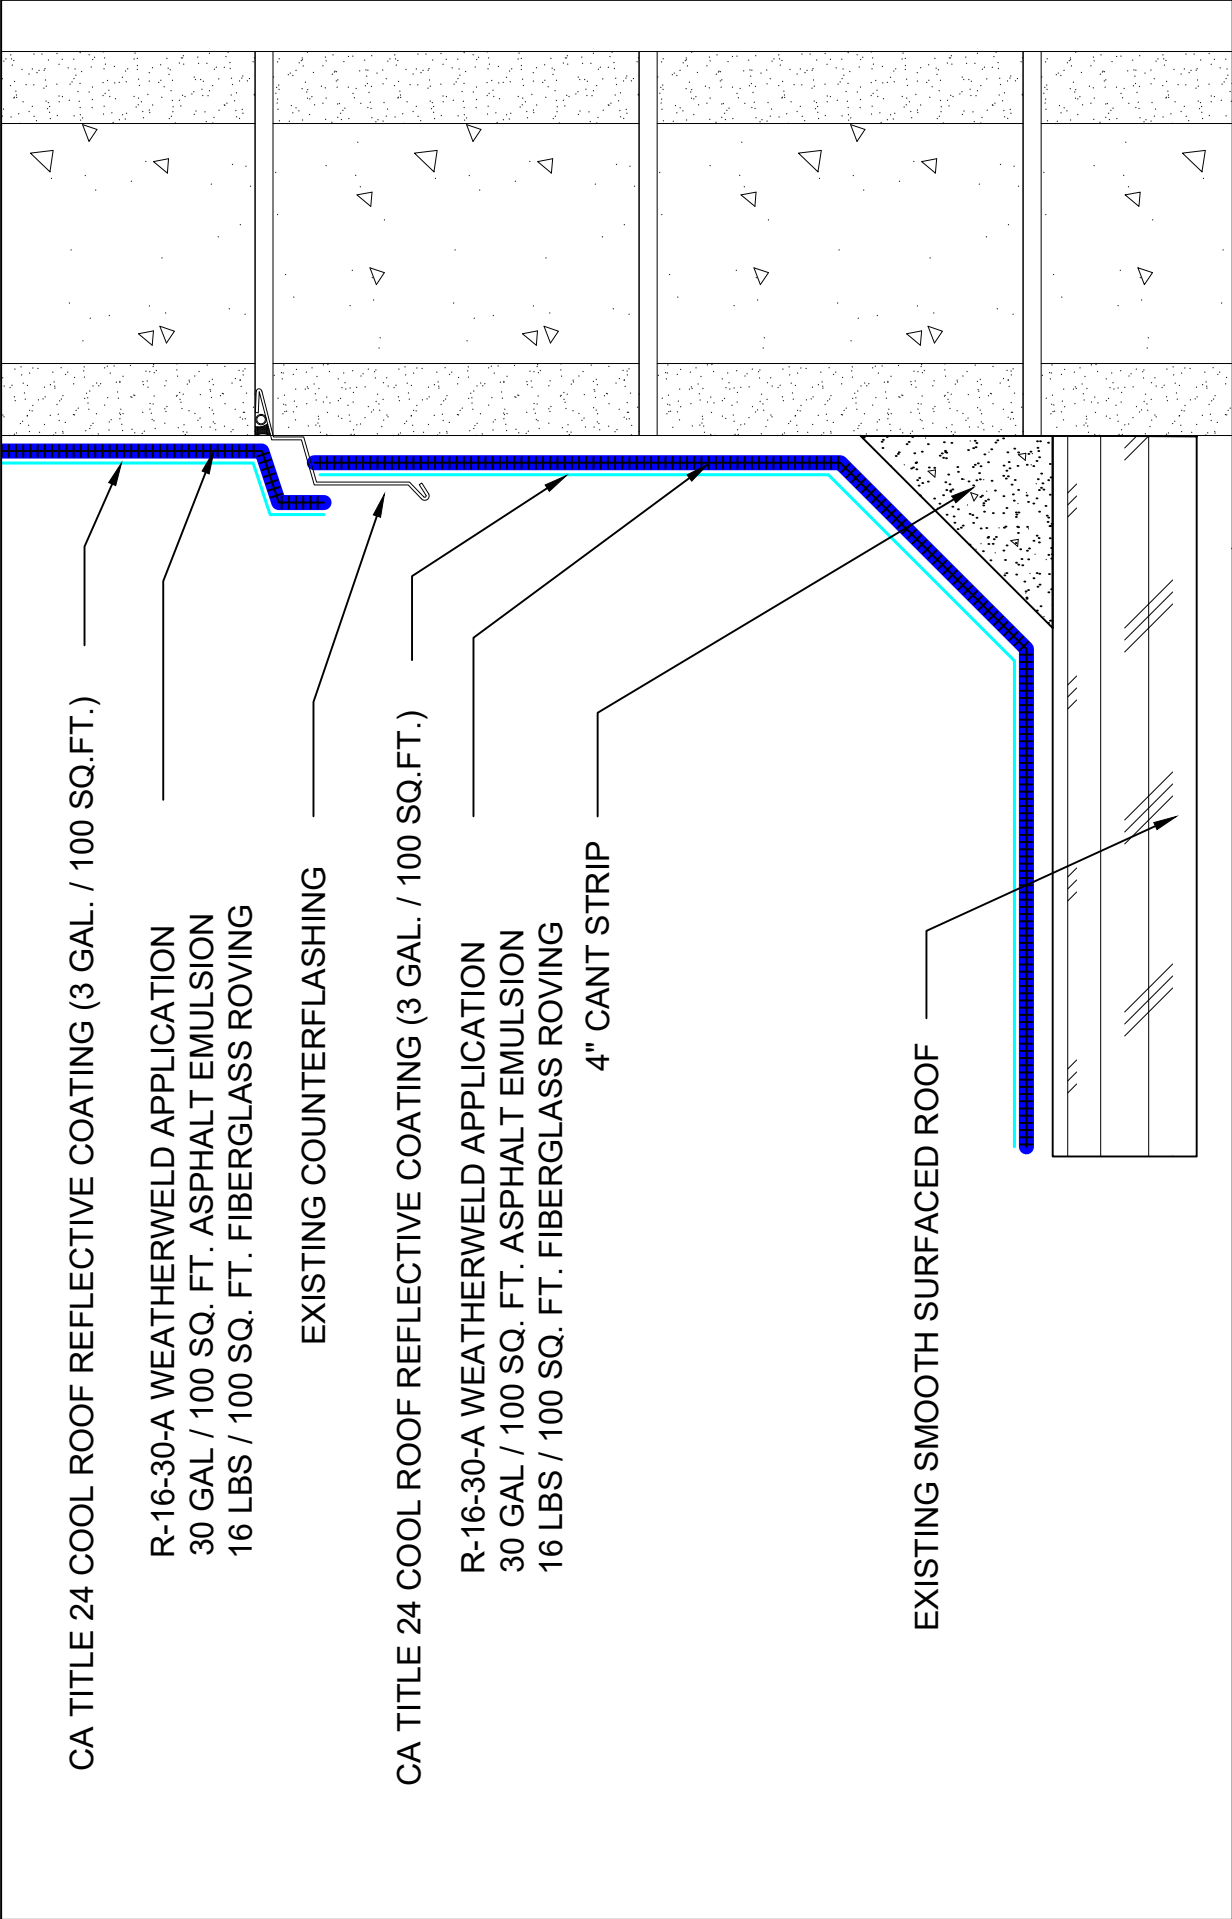 CA TITLE 24 COOL ROOF REFLECTIVE COATING (3 GAL. / 100 SQ.FT.)
R-16-30-A WEATHERWELD APPLICATION
30 GAL / 100 SQ. FT. ASPHALT EMULSION
16 LBS / 100 SQ. FT. FIBERGLASS ROVING
EXISTING COUNTERFLASHING
CA TITLE 24 COOL ROOF REFLECTIVE COATING (3 GAL. / 100 SQ.FT.)
R-16-30-A WEATHERWELD APPLICATION
30 GAL / 100 SQ. FT. ASPHALT EMULSION
16 LBS / 100 SQ. FT. FIBERGLASS ROVING
4" CANT STRIP
EXISTING SMOOTH SURFACED ROOF